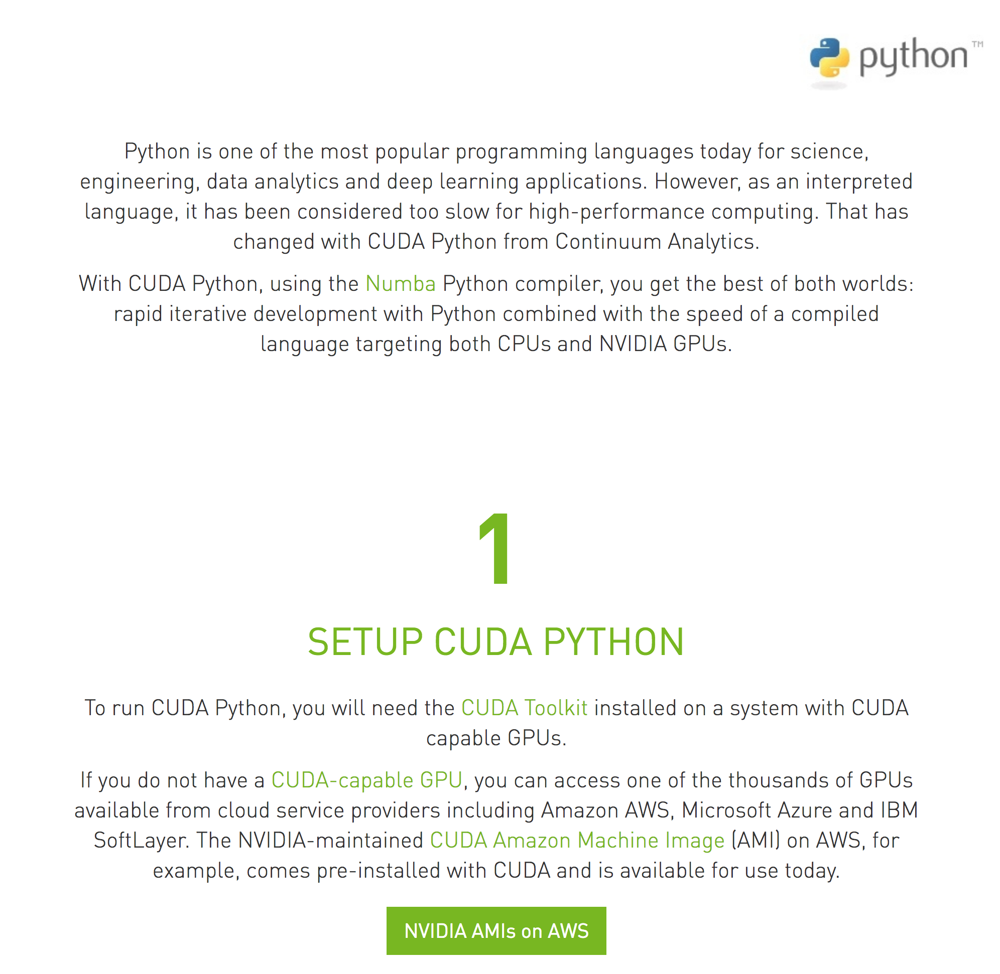 python™
Python is one of the most popular programming languages today for science,
engineering, data analytics and deep learning applications. However, as an interpreted
language, it has been considered too slow for high-performance computing. That has
changed with CUDA Python from Continuum Analytics.
With CUDA Python, using the Numba Python compiler, you get the best of both worlds:
rapid iterative development with Python combined with the speed of a compiled
language targeting both CPUs and NVIDIA GPUs.
1
SETUP CUDA PYTHON
To run CUDA Python, you will need the CUDA Toolkit installed on a system with CUDA
capable GPUs.
If you do not have a CUDA-capable GPU, you can access one of the thousands of GPUs
available from cloud service providers including Amazon AWS, Microsoft Azure and IBM
SoftLayer. The NVIDIA-maintained CUDA Amazon Machine Image (AMI) on AWS, for
example, comes pre-installed with CUDA and is available for use today.
NVIDIA AMIs on AWS